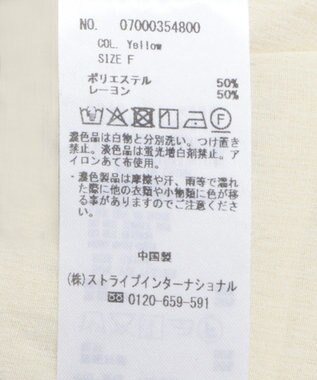 NO. 07000354800
COL. Yellow
SIZE F
ポリエステル 50%
レーヨン 50%
F
濃色品は白物と分別洗い。つけ置き
禁止。淡色品は蛍光増白剤禁止。ア
イロンあて布使用。
・濃色製品は摩擦や汗、雨等で濡れ
た際に他の衣類や小物類に色が移
る事がありますのでご注意くださ
い。
中国製
(株)ストライプインターナショナル
0120-659-591